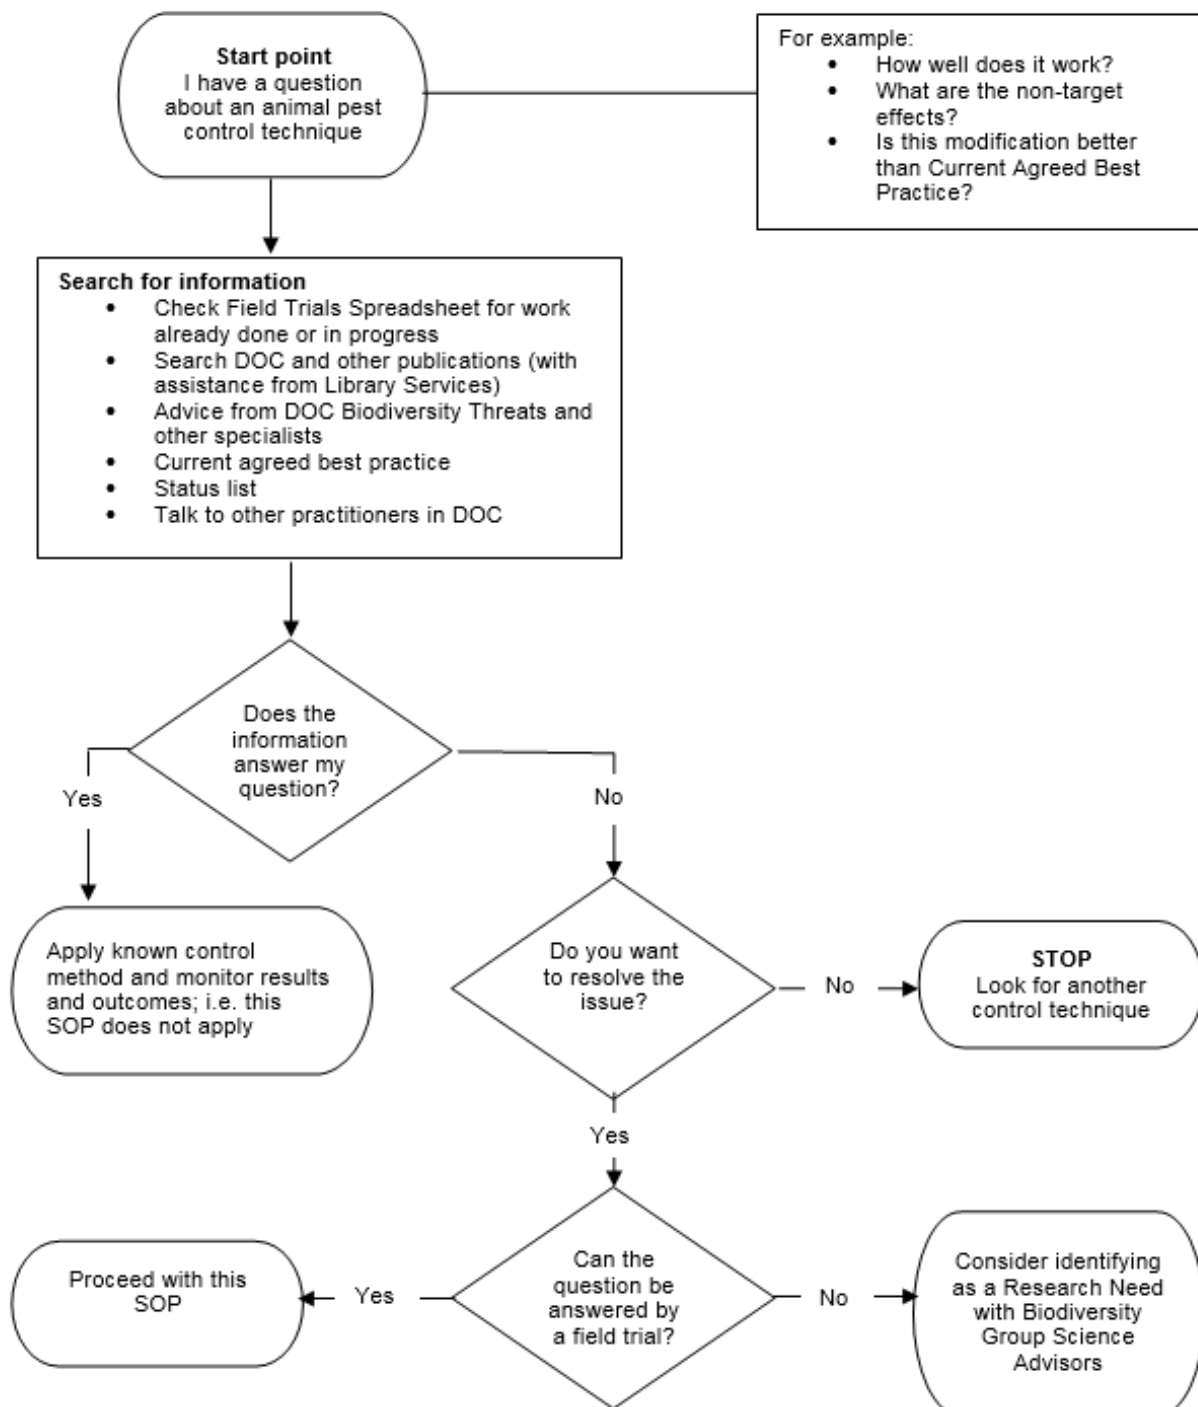 Start point
I have a question
about an animal pest
control technique
For example:
• How well does it work?
• What are the non-target
effects?
• Is this modification better
than Current Agreed Best
Practice?
Search for information
• Check Field Trials Spreadsheet for work
already done or in progress
• Search DOC and other publications (with
assistance from Library Services)
• Advice from DOC Biodiversity Threats and
other specialists
• Current agreed best practice
• Status list
• Talk to other practitioners in DOC
Does the
information
answer my
question?
Yes
No
Apply known control
method and monitor results
and outcomes; i.e. this
SOP does not apply
Do you want
to resolve the
issue?
No
STOP
Look for another
control technique
Yes
Can the
question be
answered by
a field trial?
Yes
Proceed with this
SOP
No
Consider identifying
as a Research Need
with Biodiversity
Group Science
Advisors